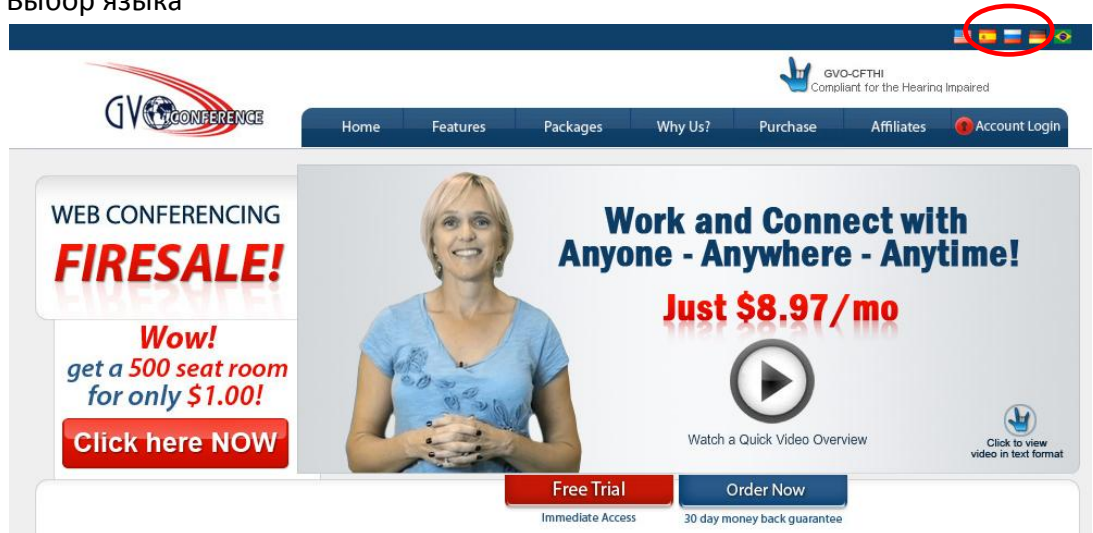 Выбор языка
GVO-CFTHI
Compliant for the Hearing Impaired
GVO CONFERENCE
Home Features Packages Why Us? Purchase Affiliates Account Login
WEB CONFERENCING
FIRESALE!
Wow!
get a 500 seat room
for only $1.00!
Click here NOW
Work and Connect with
Anyone - Anywhere - Anytime!
Just $8.97/mo
Watch a Quick Video Overview
Click to view
video in text format
Free Trial
Immediate Access
Order Now
30 day money back guarantee